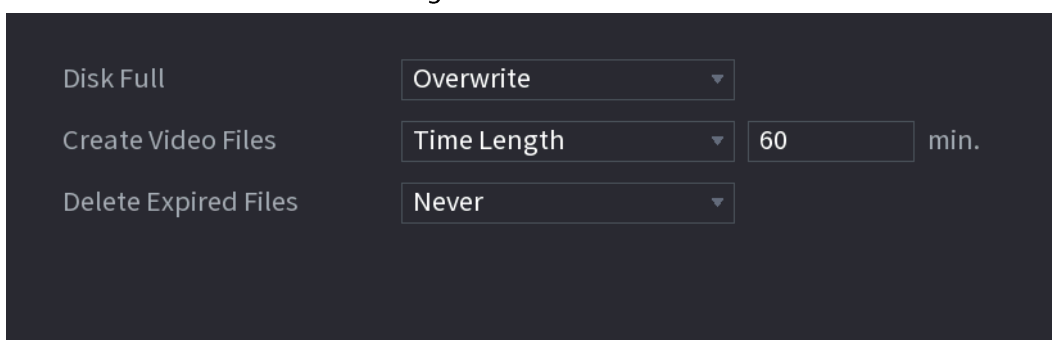 Disk Full Overwrite
Create Video Files Time Length 60 min.
Delete Expired Files Never